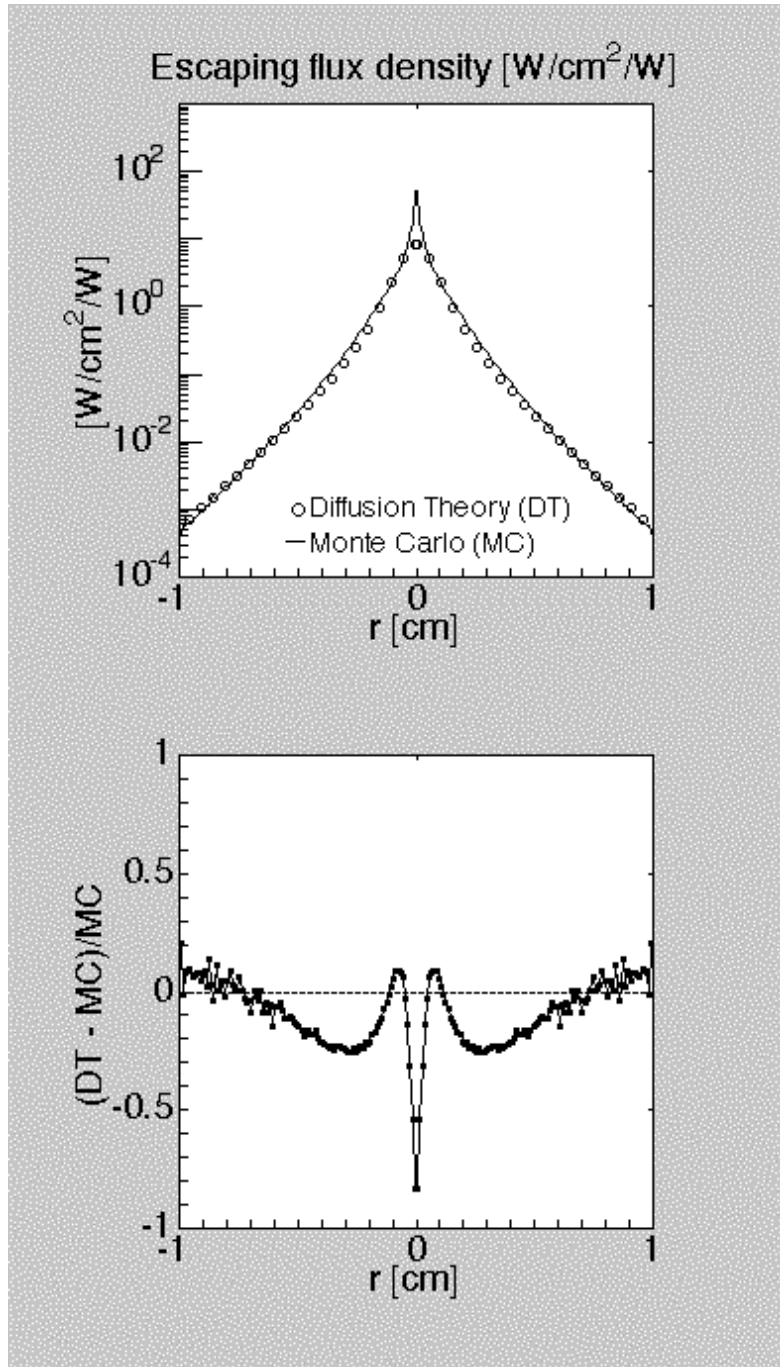 Escaping flux density [W/cm²/W]
10²
10⁰
10⁻²
10⁻⁴
[W/cm²/W]
○Diffusion Theory (DT)
—Monte Carlo (MC)
-1 0 1
r [cm]
1
0.5
0
-0.5
-1
(DT - MC)/MC
-1 0 1
r [cm]